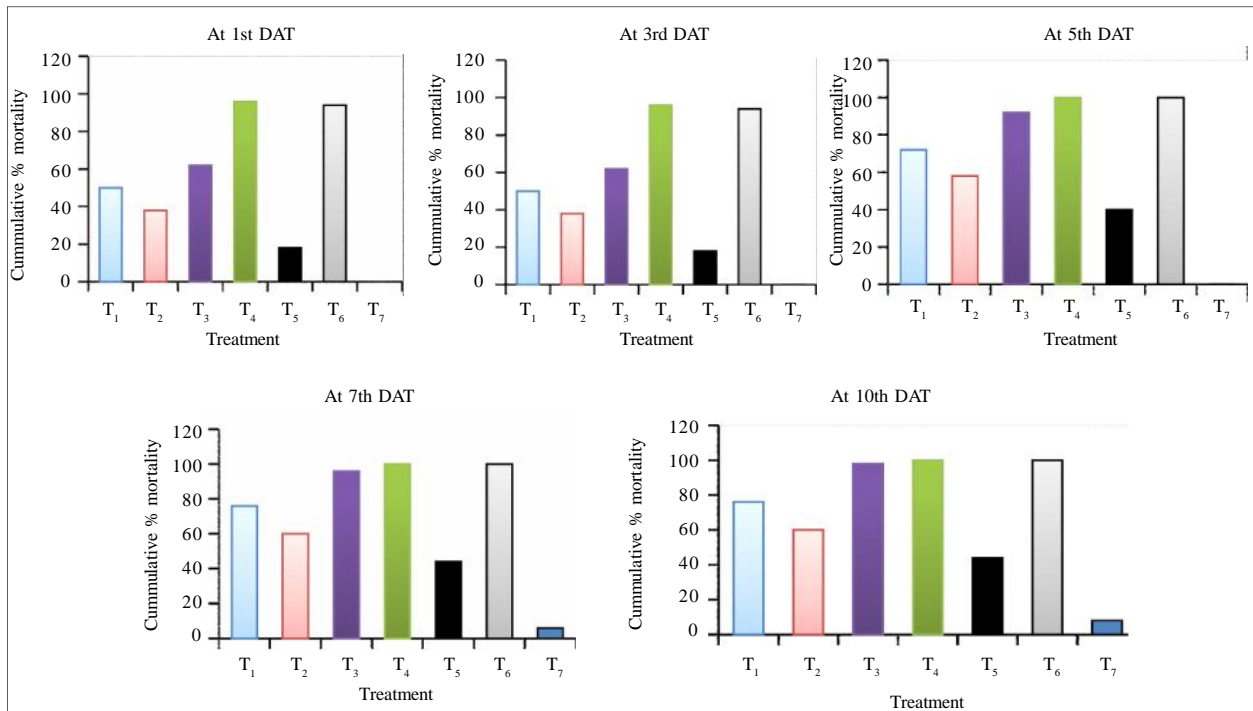 At 1st DAT
Cummulative % mortality
120
100
80
60
40
20
0
T₁ T₂ T₃ T₄ T₅ T₆ T₇
Treatment
At 3rd DAT
Cummulative % mortality
120
100
80
60
40
20
0
T₁ T₂ T₃ T₄ T₅ T₆ T₇
Treatment
At 5th DAT
Cummulative % mortality
120
100
80
60
40
20
0
T₁ T₂ T₃ T₄ T₅ T₆ T₇
Treatment
At 7th DAT
Cummulative % mortality
120
100
80
60
40
20
0
T₁ T₂ T₃ T₄ T₅ T₆ T₇
Treatment
At 10th DAT
Cummulative % mortality
120
100
80
60
40
20
0
T₁ T₂ T₃ T₄ T₅ T₆ T₇
Treatment